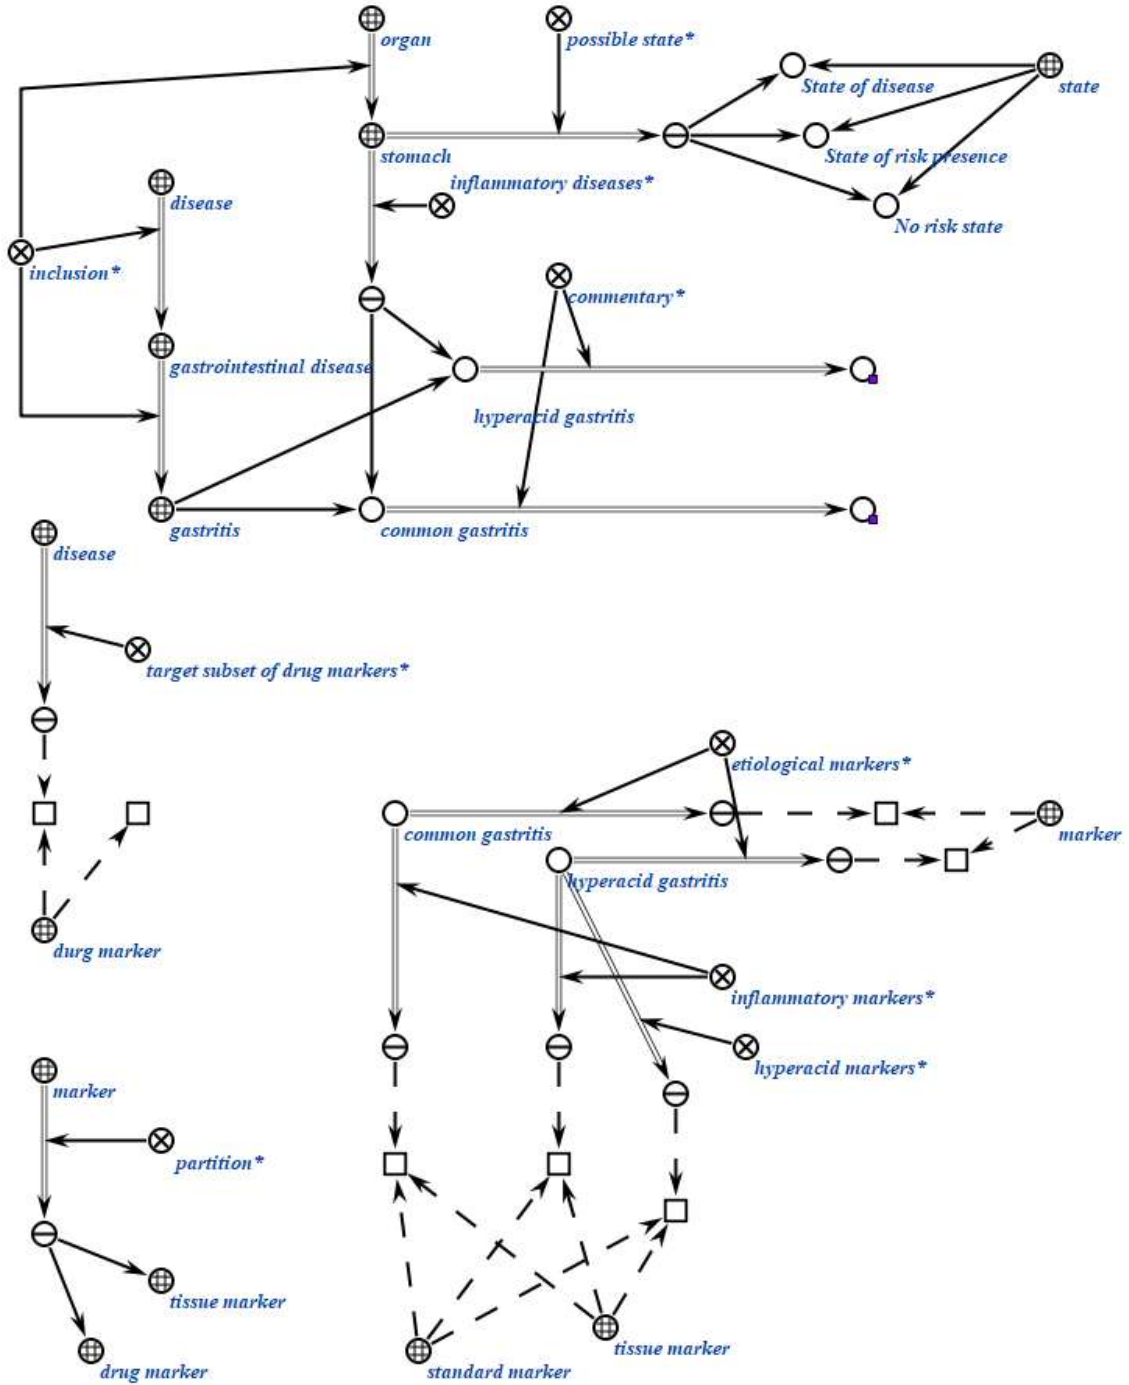 organ
possible state*
State of disease
state
stomach
State of risk presence
inflammatory diseases*
disease
No risk state
inclusion*
commentary*
gastrointestinal disease
hyperacid gastritis
gastritis
common gastritis
disease
target subset of drug markers*
etiological markers*
common gastritis
marker
hyperacid gastritis
durg marker
inflammatory markers*
hyperacid markers*
marker
partition*
tissue marker
tissue marker
drug marker
standard marker